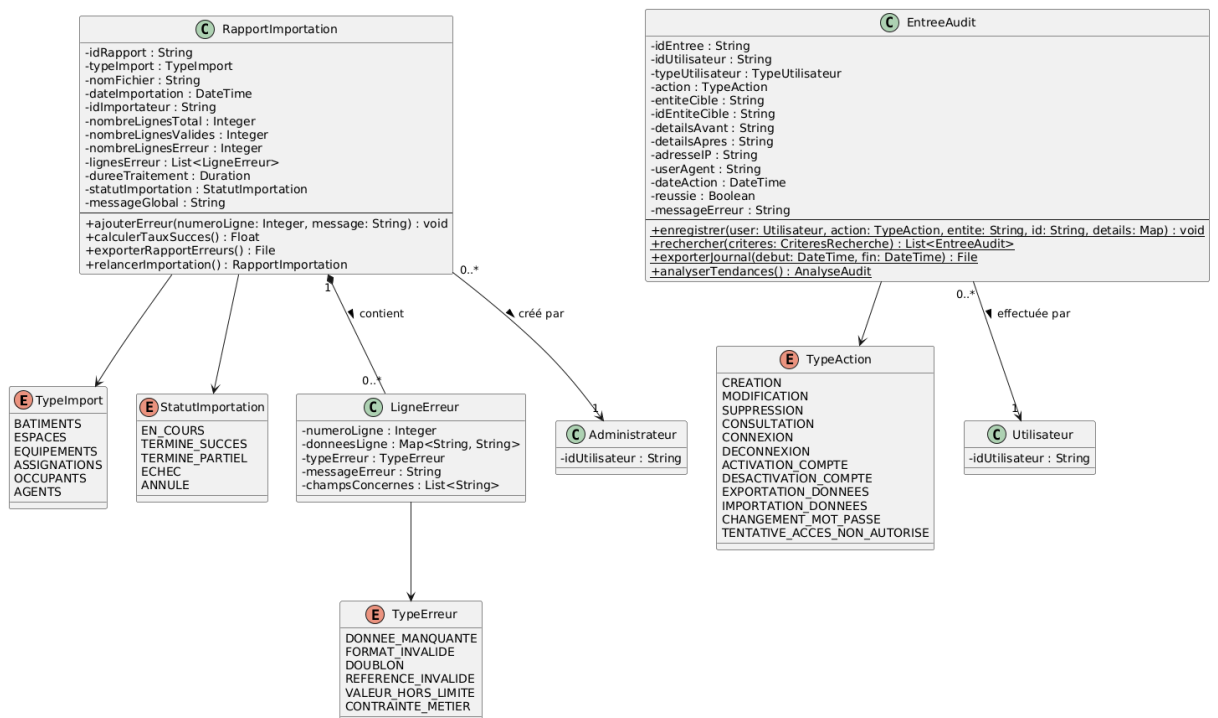 C RapportImportation
-idRapport : String
-typeImport : TypeImport
-nomFichier : String
-dateImportation : DateTime
-idImportateur : String
-nombreLignesTotal : Integer
-nombreLignesValides : Integer
-nombreLignesErreur : Integer
-lignesErreur : List<LigneErreur>
-dureeTraitement : Duration
-statutImportation : StatutImportation
-messageGlobal : String
+ajouterErreur(numeroLigne: Integer, message: String) : void
+calculerTauxSucces() : Float
+exporterRapportErreurs() : File
+relancerImportation() : RapportImportation
C EntreeAudit
-idEntree : String
-idUtilisateur : String
-typeUtilisateur : TypeUtilisateur
-action : TypeAction
-entiteCible : String
-idEntiteCible : String
-detailsAvant : String
-detailsApres : String
-adresseIP : String
-userAgent : String
-dateAction : DateTime
-reussie : Boolean
-messageErreur : String
+enregistrer(user: Utilisateur, action: TypeAction, entite: String, id: String, details: Map) : void
+rechercher(criteres: CriteresRecherche) : List<EntreeAudit>
+exporterJournal(debut: DateTime, fin: DateTime) : File
+analyserTendances() : AnalyseAudit
1
contient
0..*
0..*
créé par
1
0..*
effectuée par
1
E TypeImport
BATIMENTS
ESPACES
EQUIPEMENTS
ASSIGNATIONS
OCCUPANTS
AGENTS
E StatutImportation
EN_COURS
TERMINE_SUCCES
TERMINE_PARTIEL
ECHEC
ANNULE
C LigneErreur
-numeroLigne : Integer
-donneesLigne : Map<String, String>
-typeErreur : TypeErreur
-messageErreur : String
-champsConcernes : List<String>
C Administrateur
-idUtilisateur : String
E TypeAction
CREATION
MODIFICATION
SUPPRESSION
CONSULTATION
CONNEXION
DECONNEXION
ACTIVATION_COMPTE
DESACTIVATION_COMPTE
EXPORTATION_DONNEES
IMPORTATION_DONNEES
CHANGEMENT_MOT_PASSE
TENTATIVE_ACCES_NON_AUTORISE
C Utilisateur
-idUtilisateur : String
E TypeErreur
DONNEE_MANQUANTE
FORMAT_INVALIDE
DOUBLON
REFERENCE_INVALIDE
VALEUR_HORS_LIMITE
CONTRAINTE_METIER